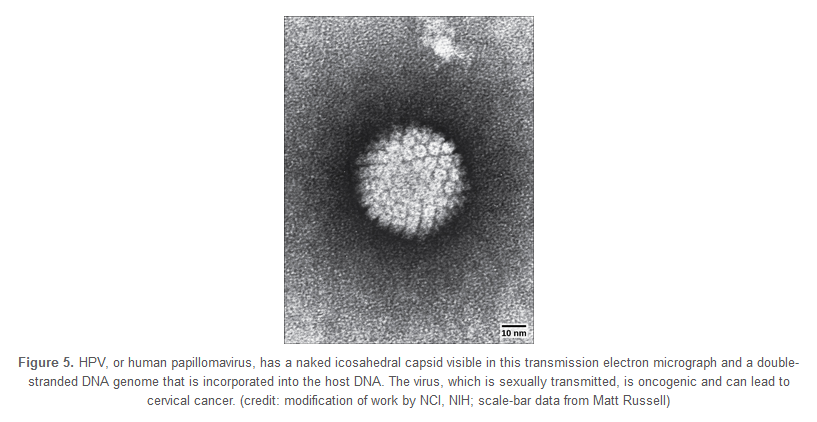 10 nm
Figure 5. HPV, or human papillomavirus, has a naked icosahedral capsid visible in this transmission electron micrograph and a double-
stranded DNA genome that is incorporated into the host DNA. The virus, which is sexually transmitted, is oncogenic and can lead to
cervical cancer. (credit: modification of work by NCI, NIH; scale-bar data from Matt Russell)